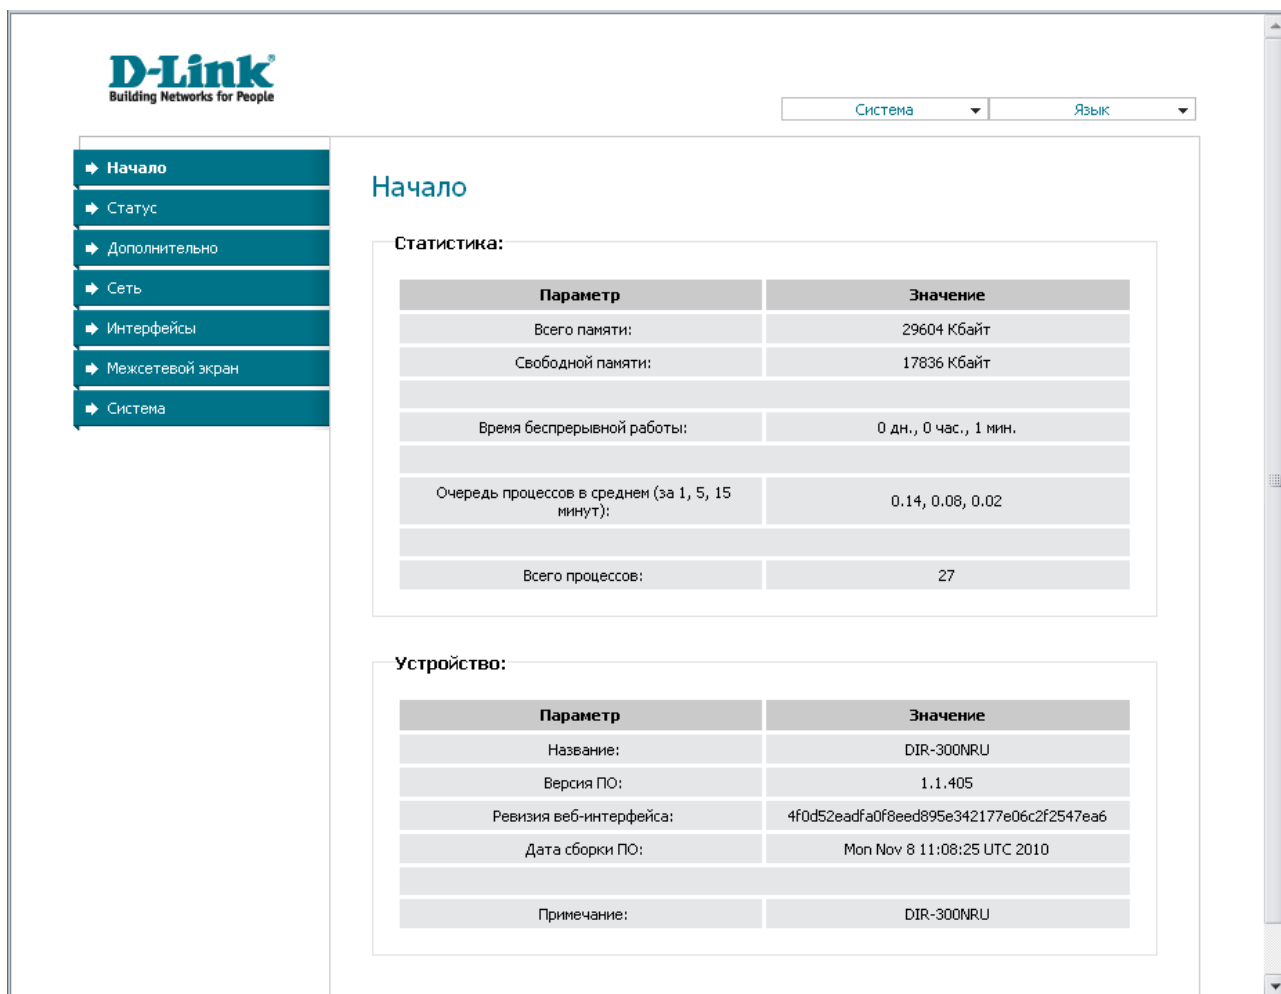 D-Link
Building Networks for People
Система
Язык
Начало
Статус
Дополнительно
Сеть
Интерфейсы
Межсетевой экран
Система
Начало
Статистика:
Параметр Значение
Всего памяти: 29604 Кбайт
Свободной памяти: 17836 Кбайт
Время беспрерывной работы: 0 дн., 0 час., 1 мин.
Очередь процессов в среднем (за 1, 5, 15
минут): 0.14, 0.08, 0.02
Всего процессов: 27
Устройство:
Параметр Значение
Название: DIR-300NRU
Версия ПО: 1.1.405
Ревизия веб-интерфейса: 4f0d52eadfa0f8eed895e342177e06c2f2547ea6
Дата сборки ПО: Mon Nov 8 11:08:25 UTC 2010
Примечание: DIR-300NRU